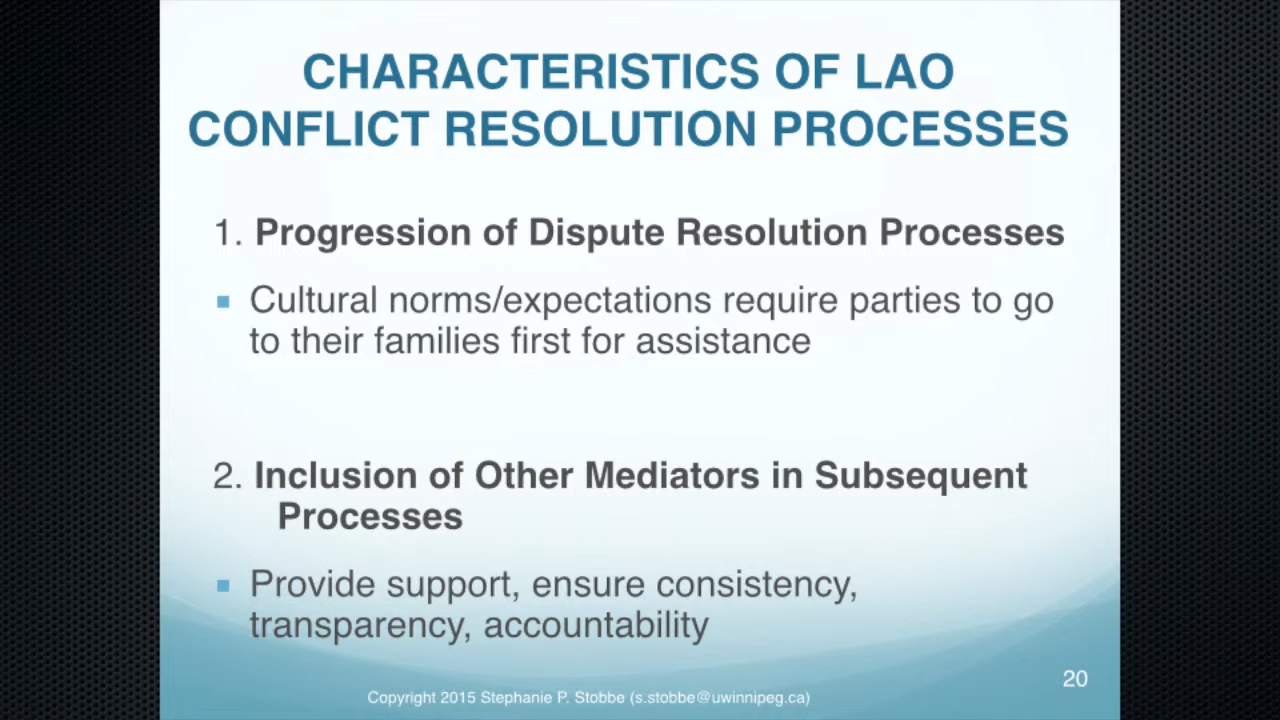 CHARACTERISTICS OF LAO
CONFLICT RESOLUTION PROCESSES
1. Progression of Dispute Resolution Processes
▪ Cultural norms/expectations require parties to go
to their families first for assistance
2. Inclusion of Other Mediators in Subsequent
Processes
▪ Provide support, ensure consistency,
transparency, accountability
20
Copyright 2015 Stephanie P. Stobbe (s.stobbe@uwinnipeg.ca)